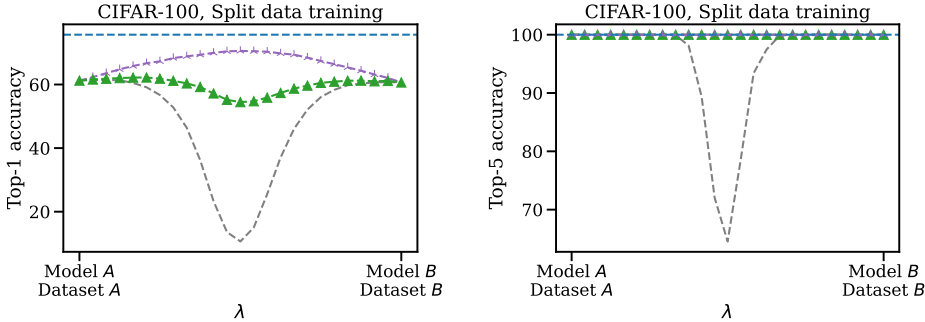 CIFAR-100, Split data training
Top-1 accuracy
60
40
20
Model A
Dataset A
Model B
Dataset B
λ
CIFAR-100, Split data training
Top-5 accuracy
100
90
80
70
Model A
Dataset A
Model B
Dataset B
λ